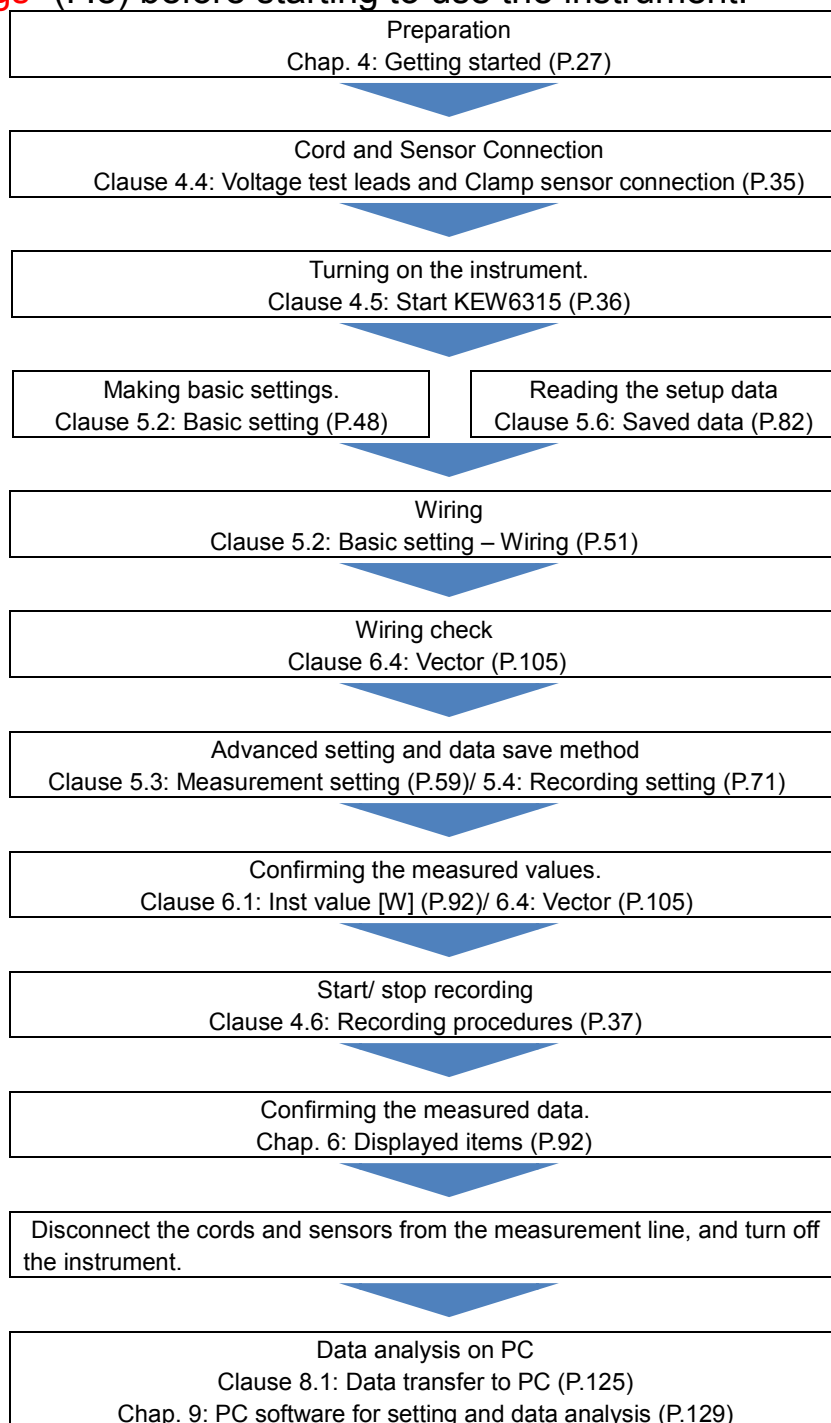 (P.5) before starting to use the instrument.
Preparation
Chap. 4: Getting started (P.27)
Cord and Sensor Connection
Clause 4.4: Voltage test leads and Clamp sensor connection (P.35)
Turning on the instrument.
Clause 4.5: Start KEW6315 (P.36)
Making basic settings.
Clause 5.2: Basic setting (P.48)
Reading the setup data
Clause 5.6: Saved data (P.82)
Wiring
Clause 5.2: Basic setting – Wiring (P.51)
Wiring check
Clause 6.4: Vector (P.105)
Advanced setting and data save method
Clause 5.3: Measurement setting (P.59)/ 5.4: Recording setting (P.71)
Confirming the measured values.
Clause 6.1: Inst value [W] (P.92)/ 6.4: Vector (P.105)
Start/ stop recording
Clause 4.6: Recording procedures (P.37)
Confirming the measured data.
Chap. 6: Displayed items (P.92)
Disconnect the cords and sensors from the measurement line, and turn off
the instrument.
Data analysis on PC
Clause 8.1: Data transfer to PC (P.125)
Chap. 9: PC software for setting and data analysis (P.129)